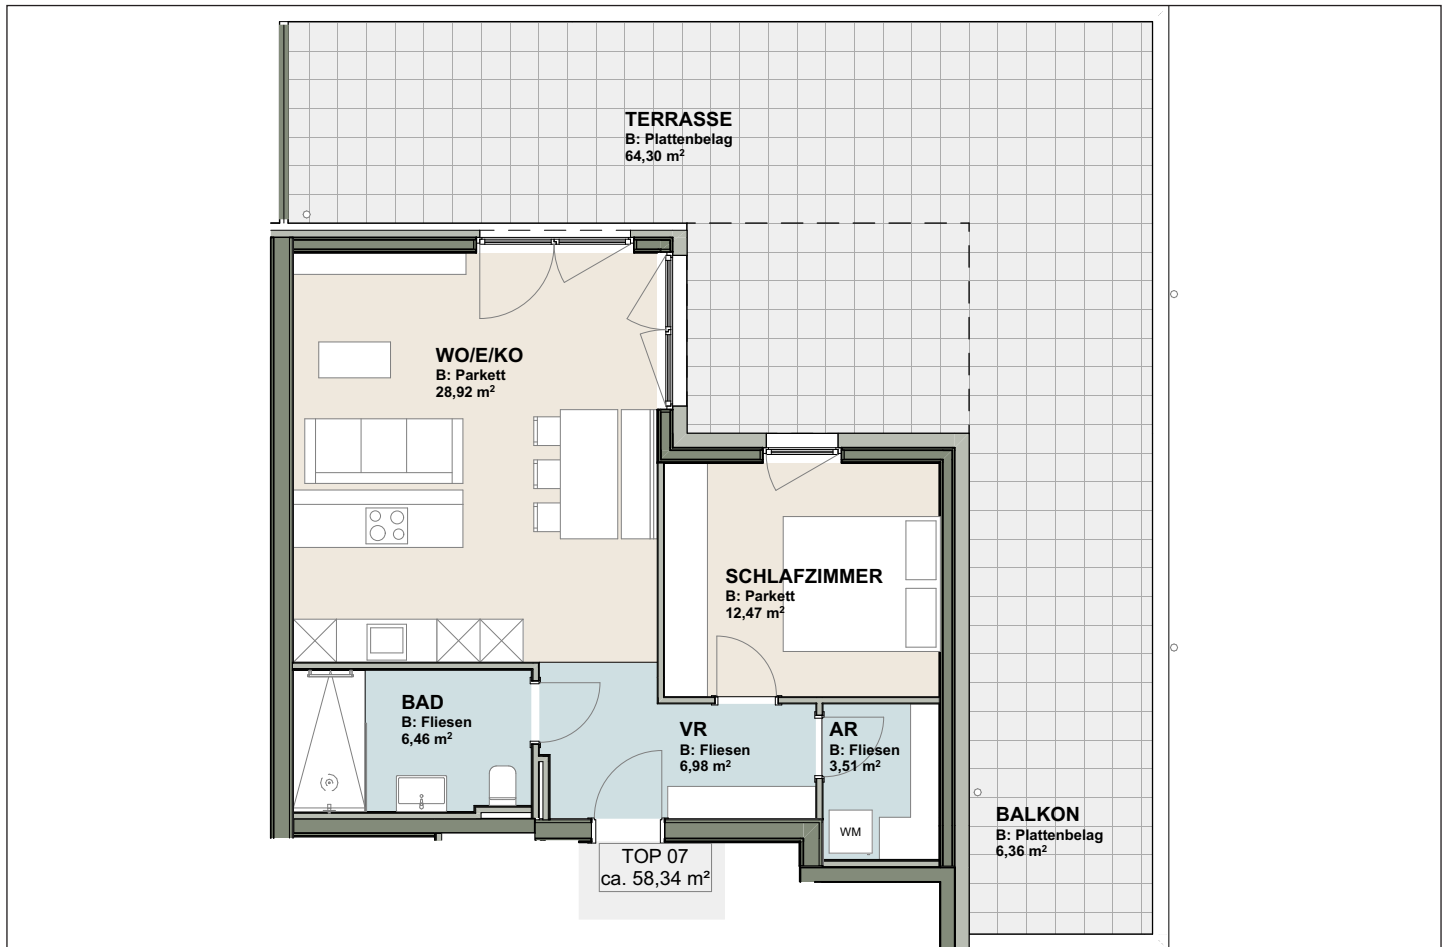 TERRASSE
B: Plattenbelag
64,30 m²
WO/E/KO
B: Parkett
28,92 m²
SCHLAFZIMMER
B: Parkett
12,47 m²
BAD
B: Fliesen
6,46 m²
VR
B: Fliesen
6,98 m²
AR
B: Fliesen
3,51 m²
WM
BALKON
B: Plattenbelag
6,36 m²
TOP 07
ca. 58,34 m²